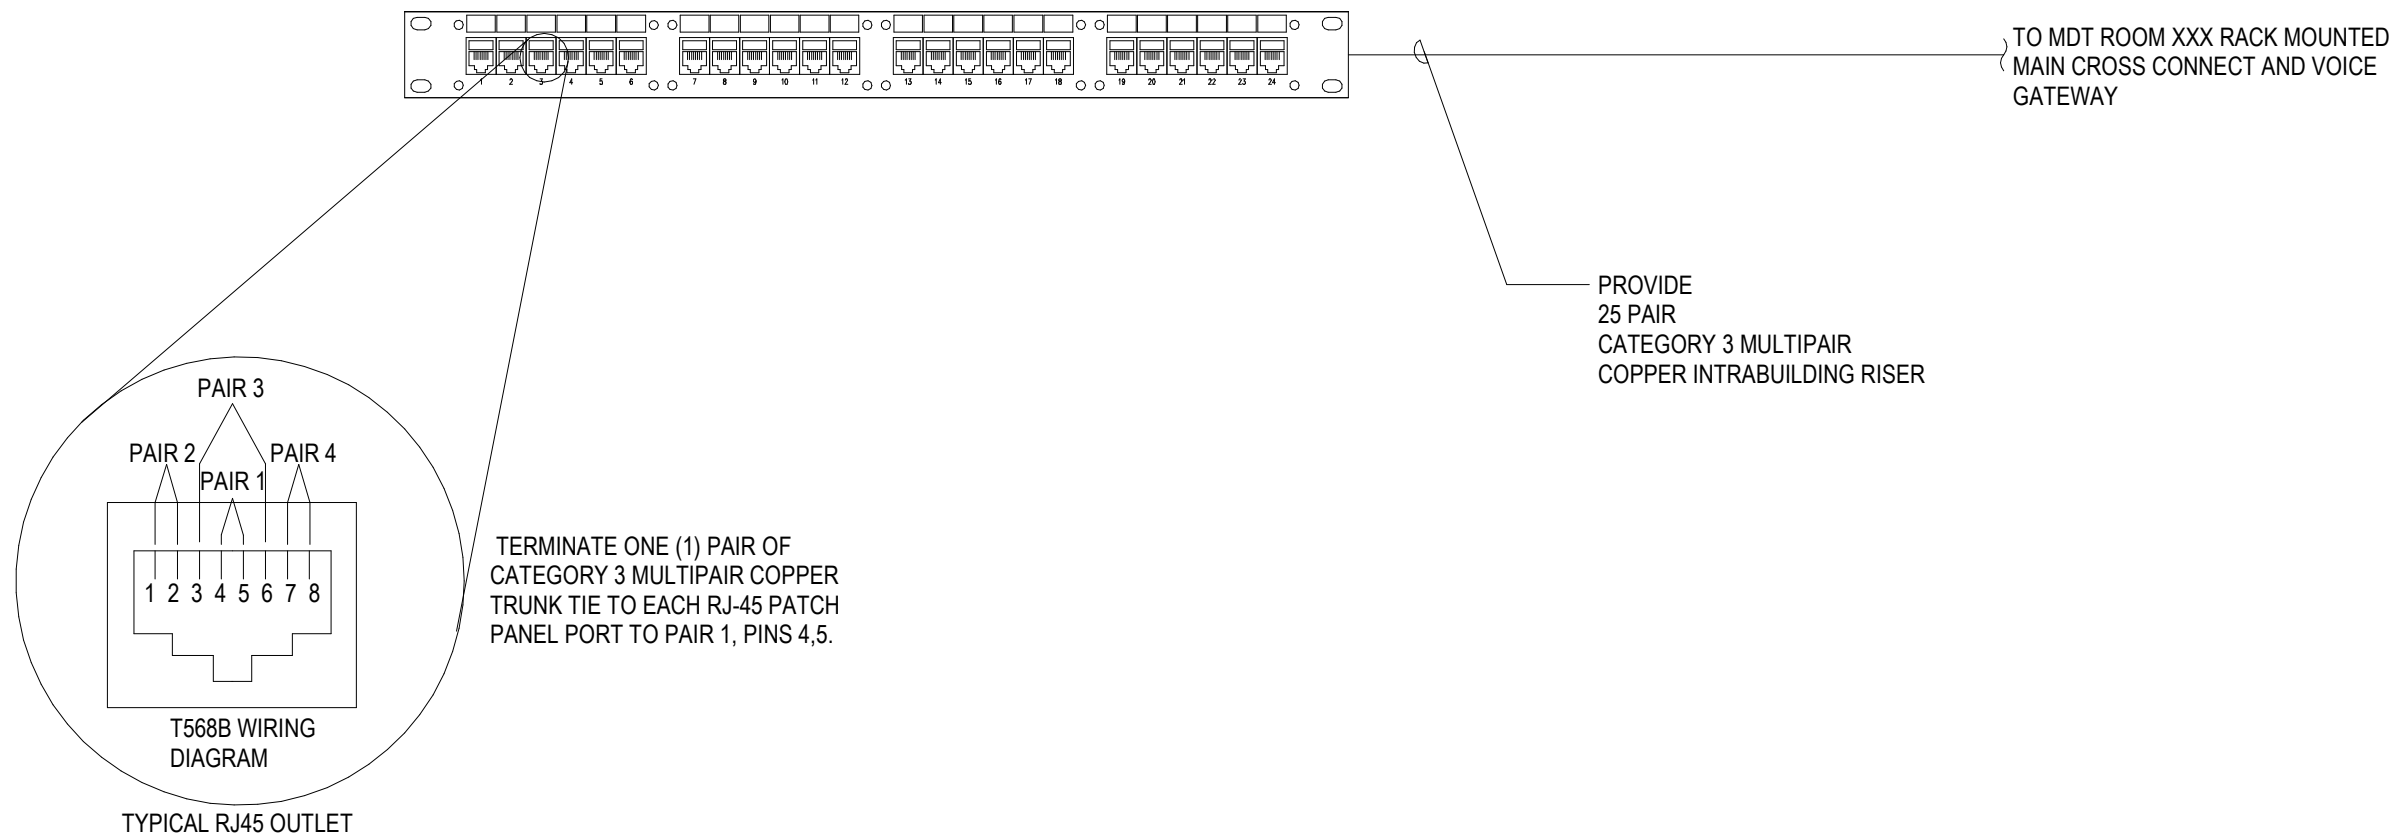 1 2 3 4 5 6 7 8 9 10 11 12 13 14 15 16 17 18 19 20 21 22 23 24
TO MDT ROOM XXX RACK MOUNTED
MAIN CROSS CONNECT AND VOICE
GATEWAY
PROVIDE
25 PAIR
CATEGORY 3 MULTIPAIR
COPPER INTRABUILDING RISER
PAIR 3
PAIR 2 PAIR 4
PAIR 1
1 2 3 4 5 6 7 8
T568B WIRING
DIAGRAM
TYPICAL RJ45 OUTLET
TERMINATE ONE (1) PAIR OF
CATEGORY 3 MULTIPAIR COPPER
TRUNK TIE TO EACH RJ-45 PATCH
PANEL PORT TO PAIR 1, PINS 4,5.